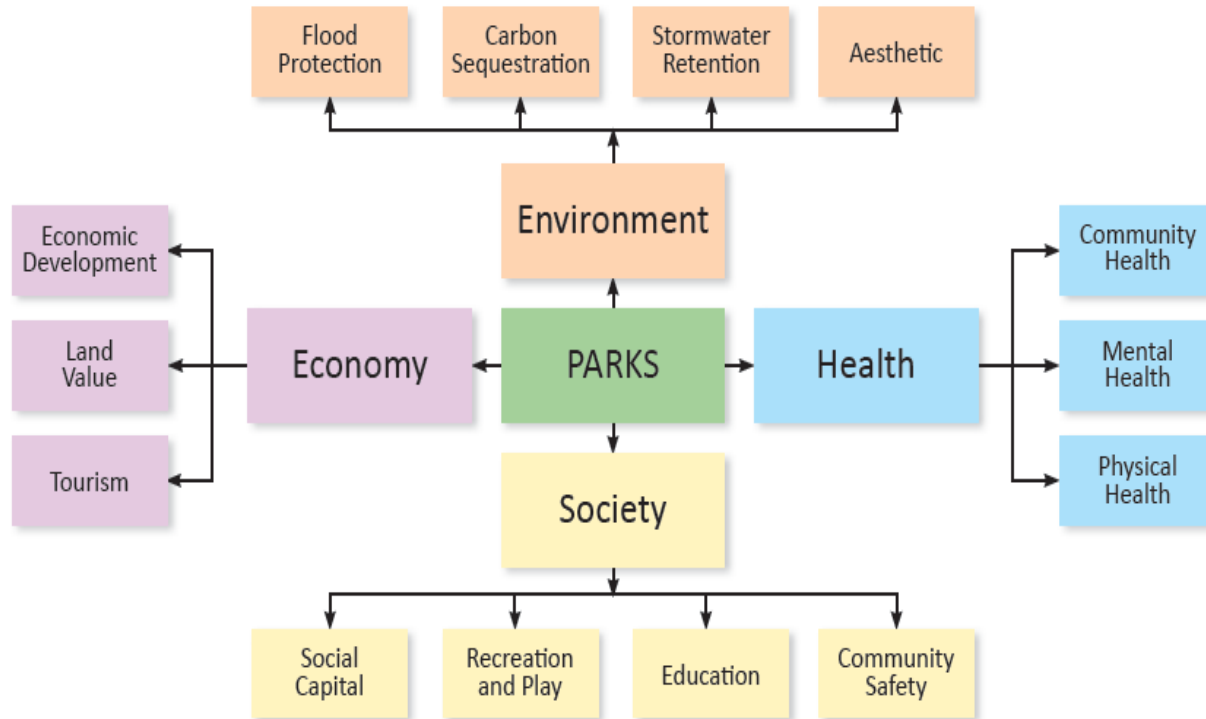 Flood
Protection
Carbon
Sequestration
Stormwater
Retention
Aesthetic
Environment
Economic
Development
Land
Value
Tourism
Economy
PARKS
Health
Community
Health
Mental
Health
Physical
Health
Society
Social
Capital
Recreation
and Play
Education
Community
Safety